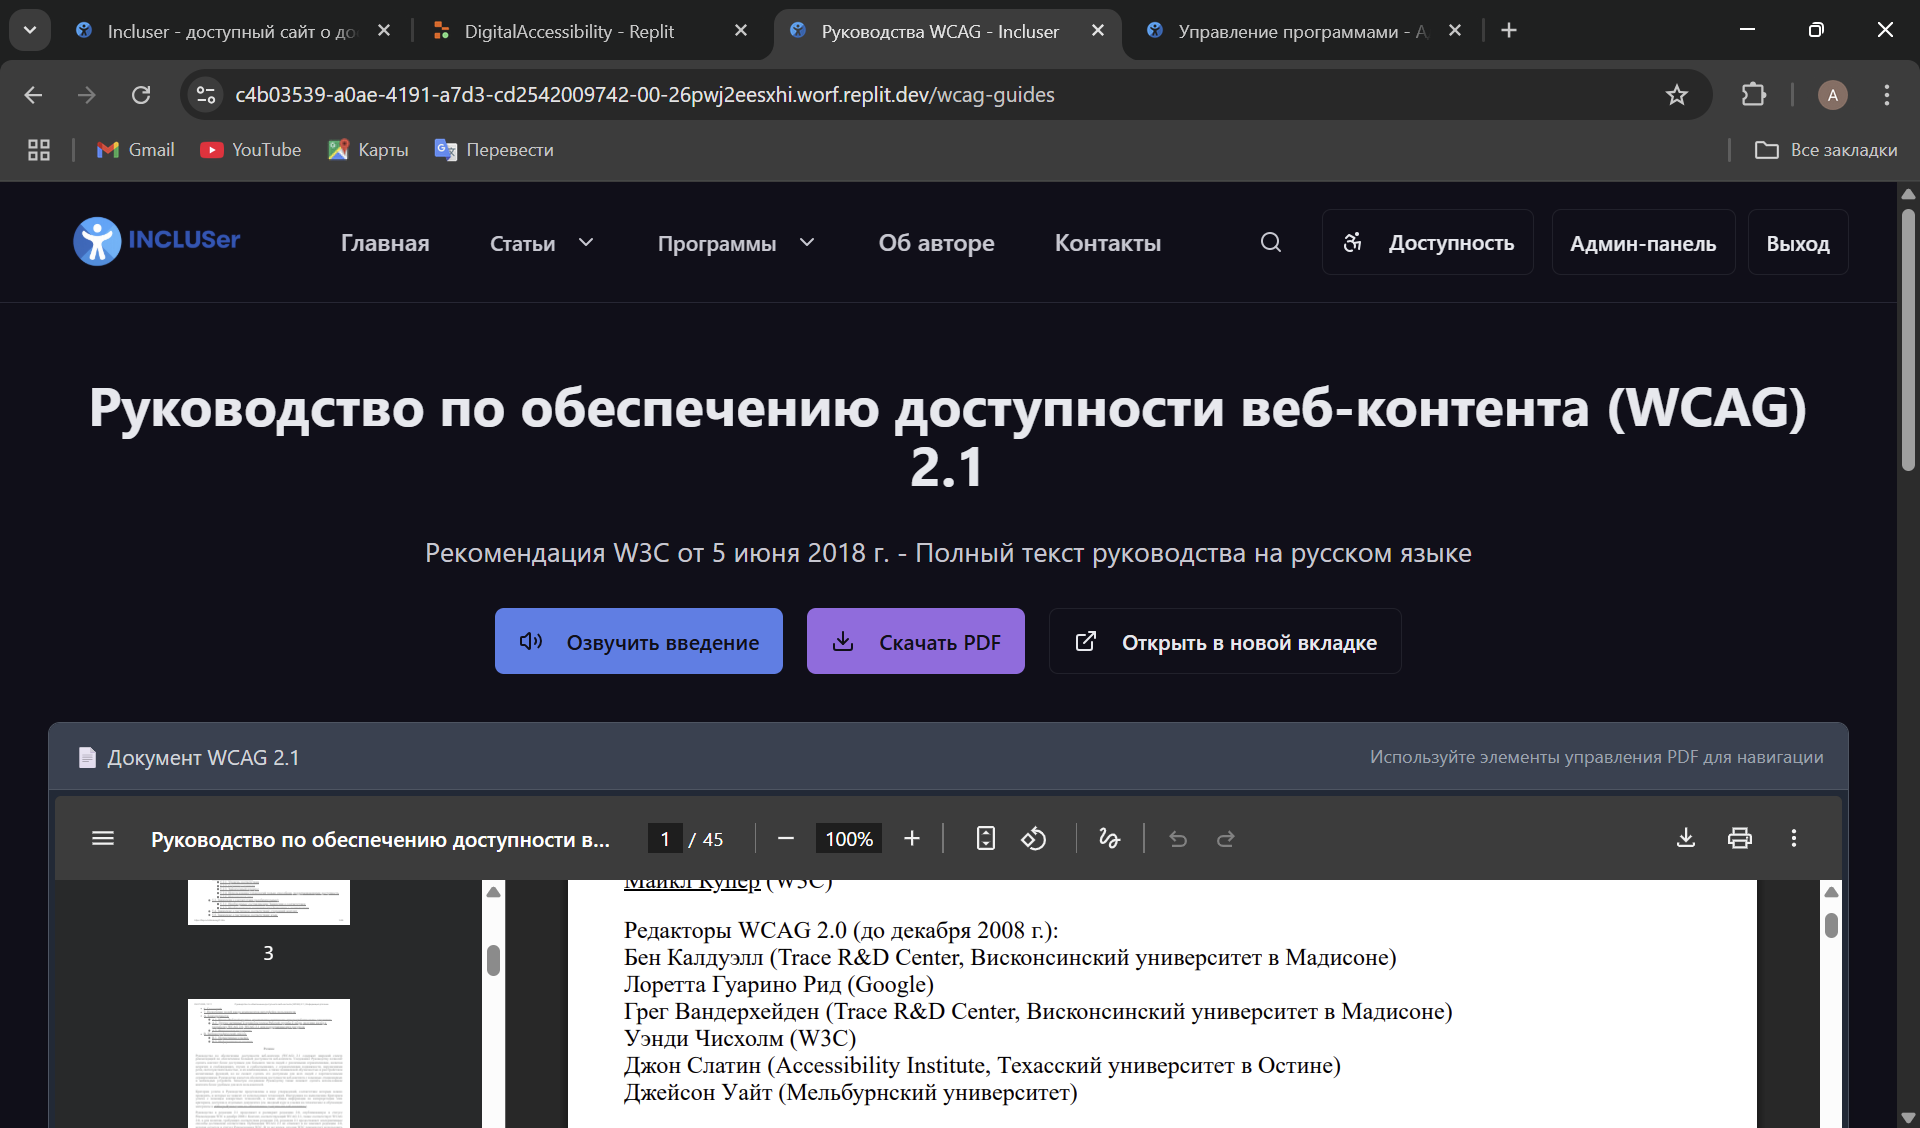 Incluser - доступный сайт о до
DigitalAccessibility - Replit
Руководства WCAG - Incluser
Управление программами - А
c4b03539-a0ae-4191-a7d3-cd2542009742-00-26pwj2eesxhi.worf.replit.dev/wcag-guides
A
Gmail
YouTube
Карты
Перевести
Все закладки
INCLUSer
Главная
Статьи
Программы
Об авторе
Контакты
Доступность
Админ-панель
Выход
Руководство по обеспечению доступности веб-контента (WCAG)
2.1
Рекомендация W3C от 5 июня 2018 г. - Полный текст руководства на русском языке
Озвучить введение
Скачать PDF
Открыть в новой вкладке
Документ WCAG 2.1
Используйте элементы управления PDF для навигации
Руководство по обеспечению доступности в...
1 / 45
100%
3
Майкл Купер (W3C)
Редакторы WCAG 2.0 (до декабря 2008 г.):
Бен Калдуэлл (Trace R&D Center, Висконсинский университет в Мадисоне)
Лоретта Гуарино Рид (Google)
Грег Вандерхейден (Trace R&D Center, Висконсинский университет в Мадисоне)
Уэнди Чисхолм (W3C)
Джон Слатин (Accessibility Institute, Техасский университет в Остине)
Джейсон Уайт (Мельбурнский университет)